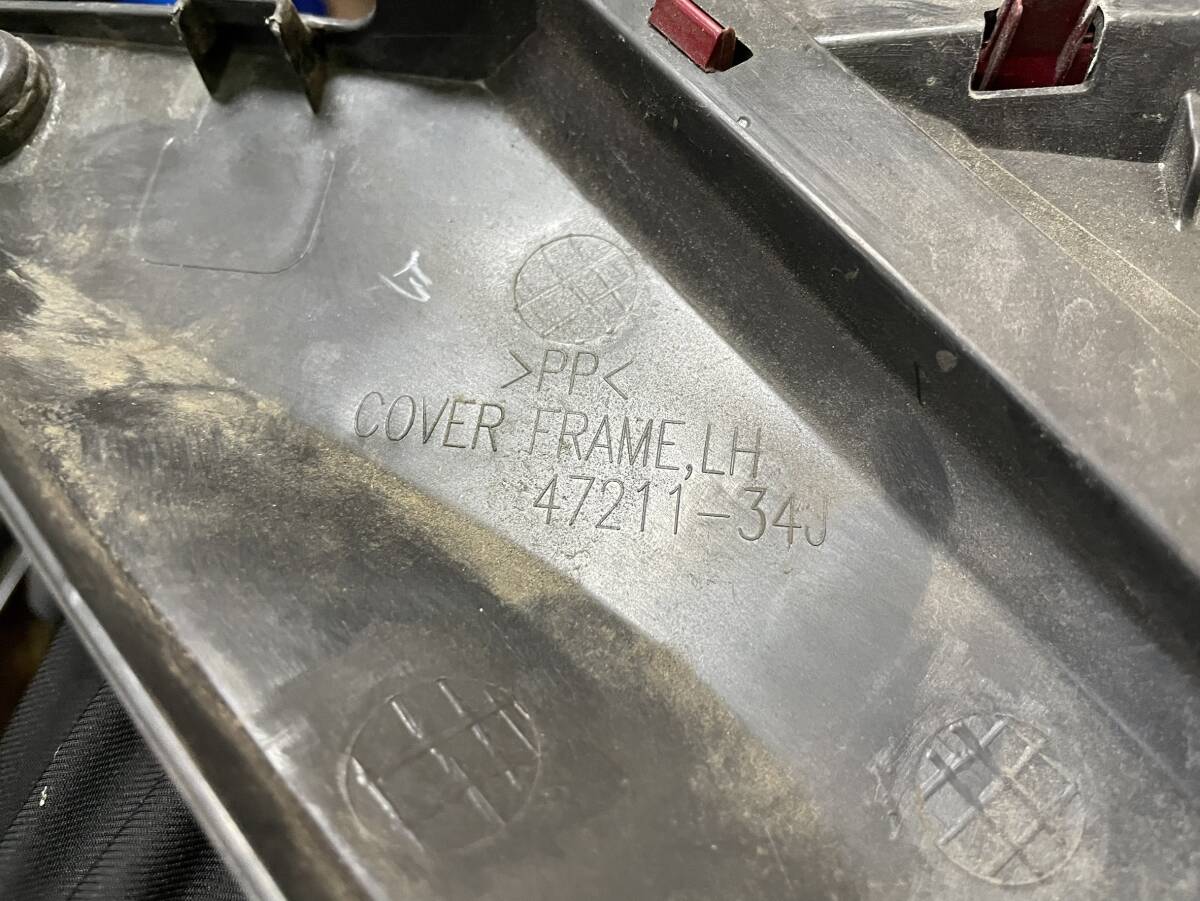 >PP<
COVER FRAME,LH
47211-34J